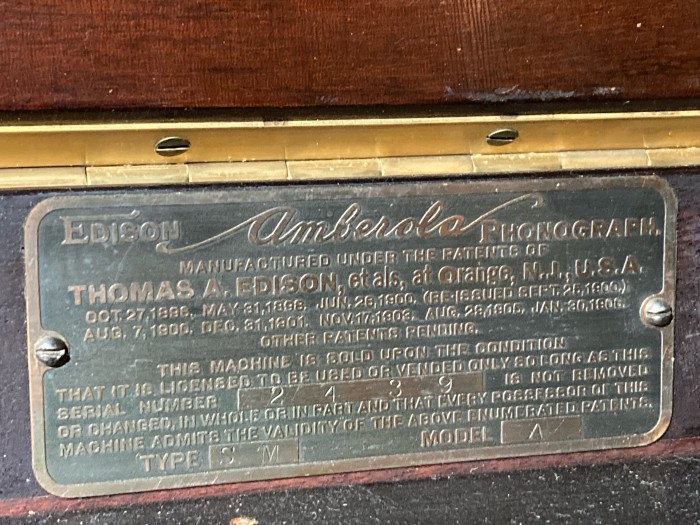 EDISON Amberola PHONOGRAPH.
MANUFACTURED UNDER THE PATENTS OF
THOMAS A. EDISON, et als, at Orange, N.J., U.S.A.
OCT. 27, 1896. MAY 31, 1898. JUN. 26, 1900. (RE-ISSUED SEPT. 25, 1900.)
AUG. 7, 1900. DEC. 31, 1901. NOV. 17, 1903. AUG. 28, 1905. JAN. 30, 1906.
OTHER PATENTS PENDING.
THIS MACHINE IS SOLD UPON THE CONDITION
THAT IT IS LICENSED TO BE USED OR VENDED ONLY SO LONG AS THIS
SERIAL NUMBER 2439 IS NOT REMOVED
OR CHANGED, IN WHOLE OR IN PART AND THAT EVERY POSSESSOR OF THIS
MACHINE ADMITS THE VALIDITY OF THE ABOVE ENUMERATED PATENTS.
TYPE SM MODEL A